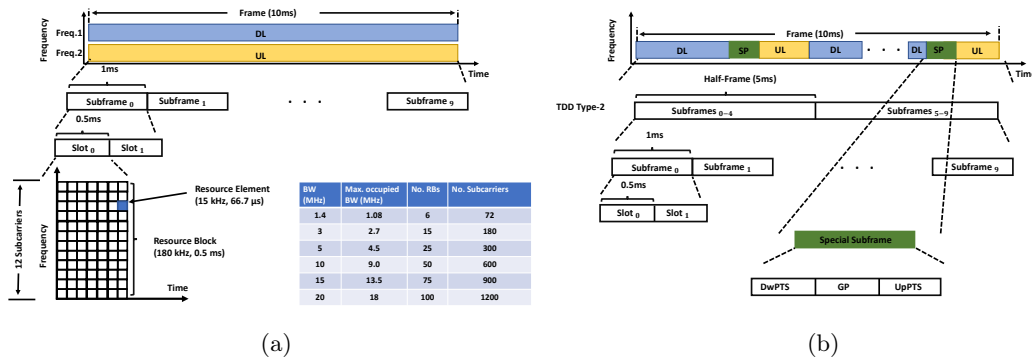 Frame (10ms)
Frequency
Freq.1
DL
Freq.2
UL
Time
1ms
Subframe 0
Subframe 1
. . .
Subframe 9
0.5ms
Slot 0
Slot 1
12 Subcarriers
Frequency
Resource Element
(15 kHz, 66.7 µs)
Resource Block
(180 kHz, 0.5 ms)
Time
BW (MHz) Max. occupied BW (MHz) No. RBs No. Subcarriers
1.4 1.08 6 72
3 2.7 15 180
5 4.5 25 300
10 9.0 50 600
15 13.5 75 900
20 18 100 1200
(a)
Frame (10ms)
Frequency
DL SP UL DL . . . DL SP UL
Time
Half-Frame (5ms)
TDD Type-2
Subframes 0−4
Subframes 5−9
1ms
Subframe 0
Subframe 1
. . .
Subframe 9
0.5ms
Slot 0
Slot 1
Special Subframe
DwPTS GP UpPTS
(b)